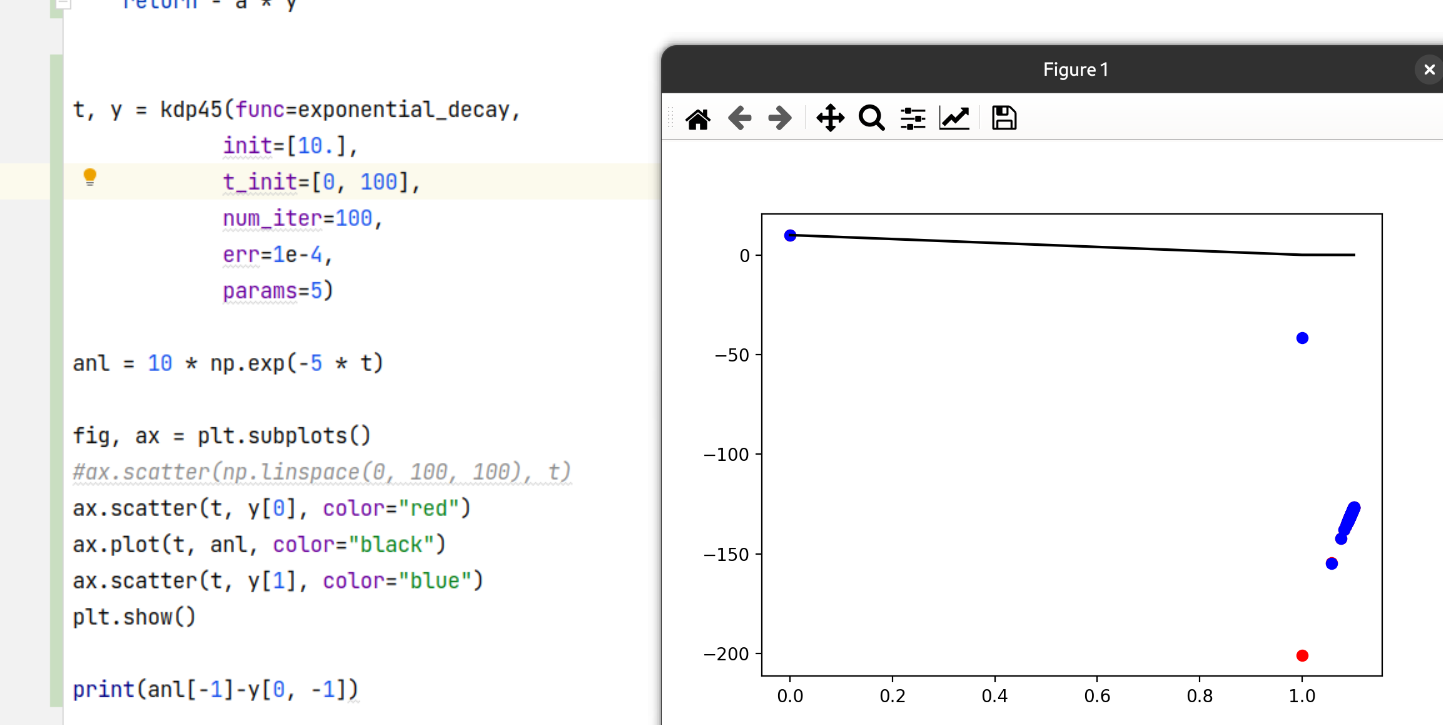 return - a * y
t, y = kdp45(func=exponential_decay,
init=[10.],
t_init=[0, 100],
num_iter=100,
err=1e-4,
params=5)
anl = 10 * np.exp(-5 * t)
fig, ax = plt.subplots()
#ax.scatter(np.linspace(0, 100, 100), t)
ax.scatter(t, y[0], color="red")
ax.plot(t, anl, color="black")
ax.scatter(t, y[1], color="blue")
plt.show()
print(anl[-1]-y[0, -1])
Figure 1
0
−50
−100
−150
−200
0.0 0.2 0.4 0.6 0.8 1.0